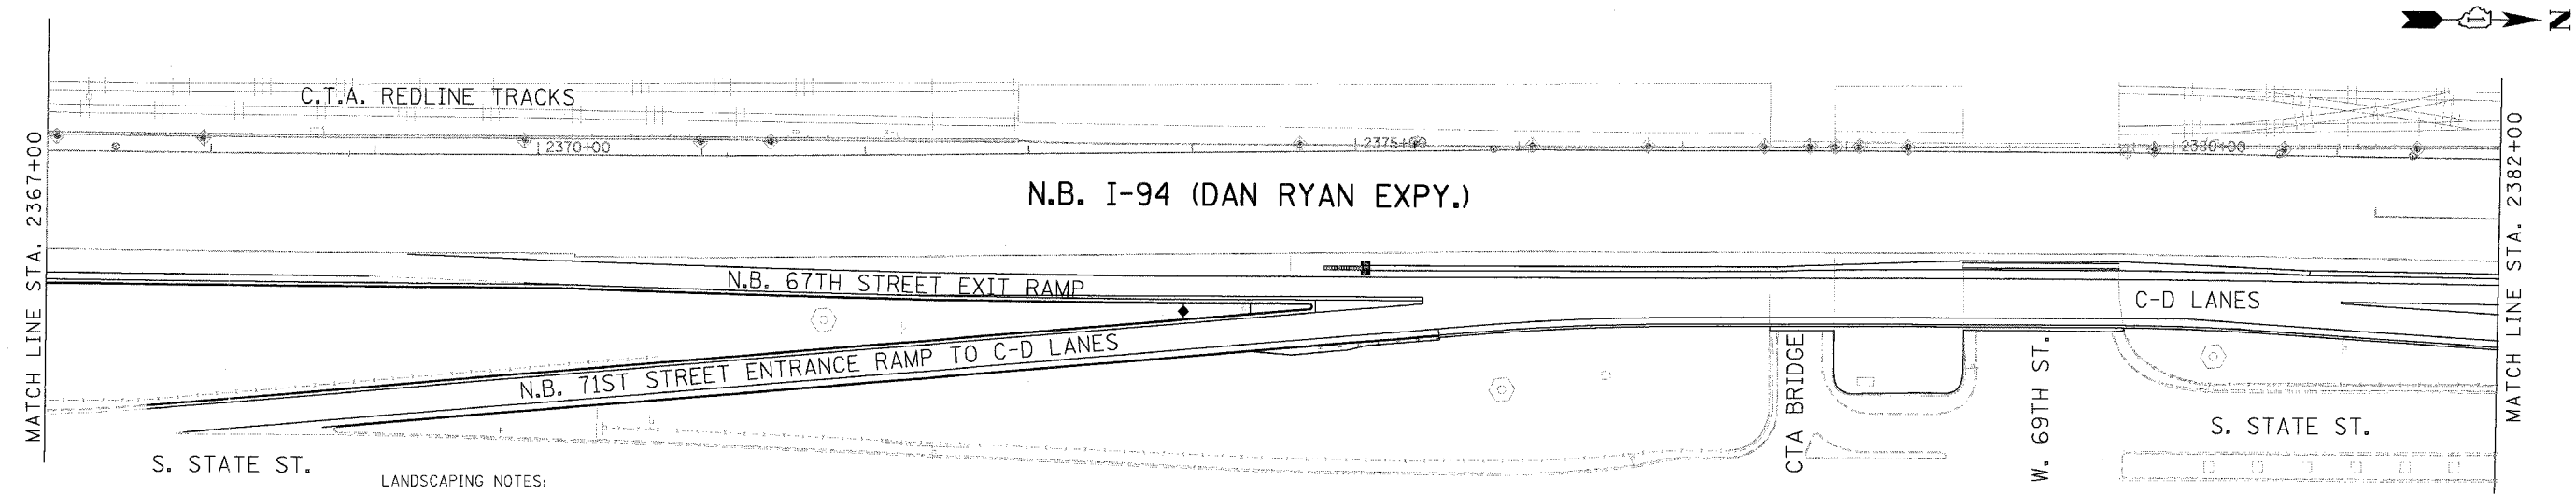 N
C.T.A. REDLINE TRACKS
2370+00
2375+00
2380+00
MATCH LINE STA. 2367+00
N.B. I-94 (DAN RYAN EXPY.)
MATCH LINE STA. 2382+00
N.B. 67TH STREET EXIT RAMP
C-D LANES
N.B. 71ST STREET ENTRANCE RAMP TO C-D LANES
CTA BRIDGE
W. 69TH ST.
S. STATE ST.
S. STATE ST.
LANDSCAPING NOTES: